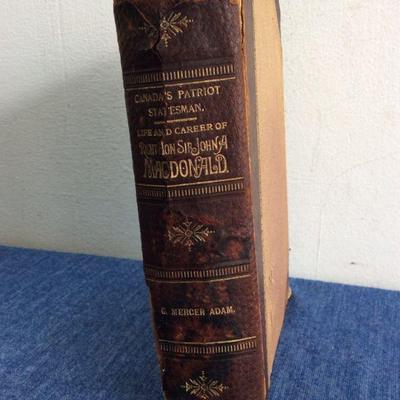 CANADA'S PATRIOT
STATESMAN.
LIFE AND CAREER OF
RIGHT HON SIR JOHN A
MACDONALD.
G. MERCER ADAM.